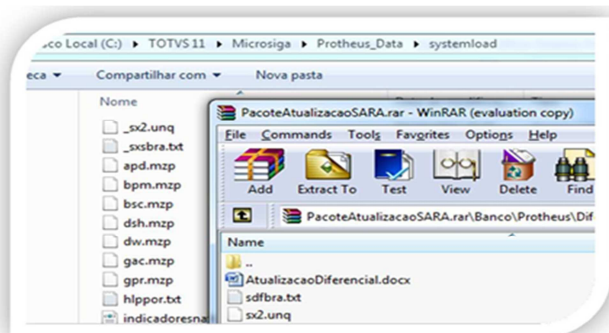 sco Local (C:) ▸ TOTVS 11 ▸ Microsiga ▸ Protheus_Data ▸ systemload
eca Compartilhar com Nova pasta
Nome
_sx2.unq
_sxsbra.txt
apd.mzp
bpm.mzp
bsc.mzp
dsh.mzp
dw.mzp
gac.mzp
gpr.mzp
hlppor.txt
indicadoresna
PacoteAtualizacaoSARA.rar - WinRAR (evaluation copy)
File Commands Tools Favorites Options Help
Add Extract To Test View Delete Find
PacoteAtualizacaoSARA.rar\Banco\Protheus\Dif
Name
..
AtualizacaoDiferencial.docx
sdfbra.txt
sx2.unq